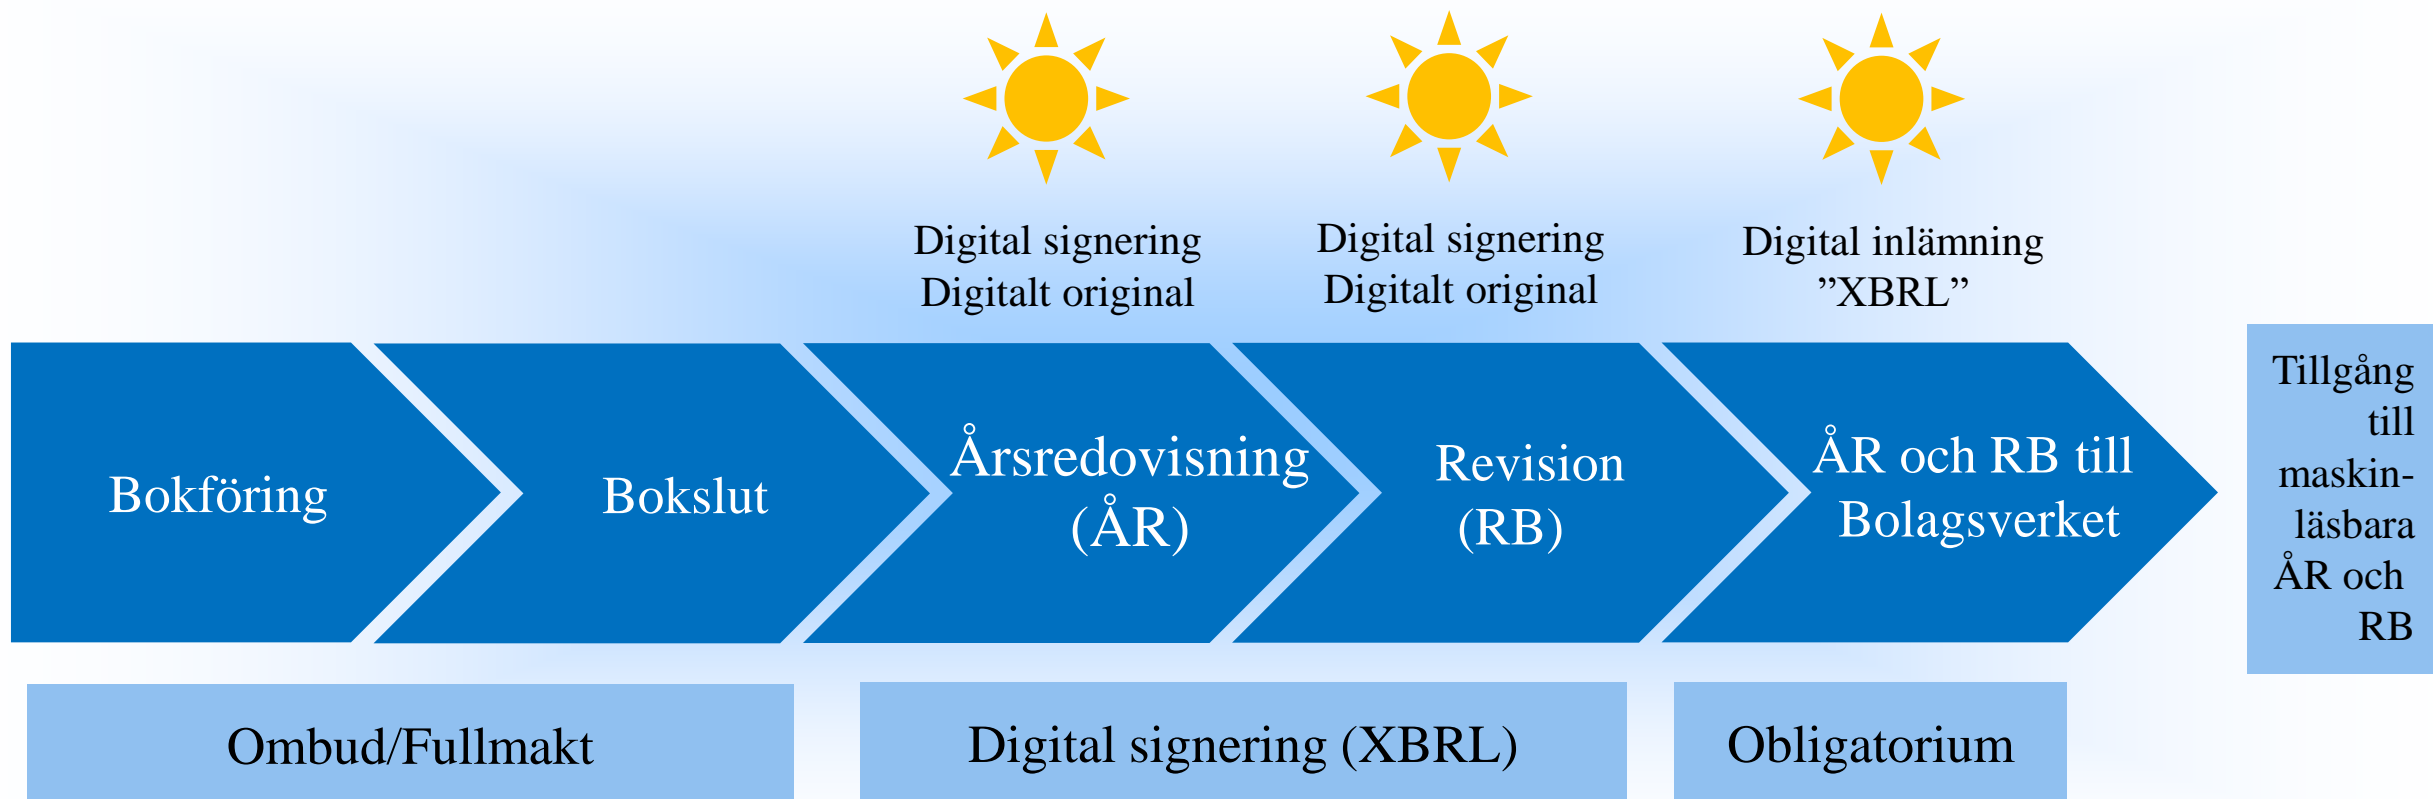 Digital signering
Digitalt original
Digital signering
Digitalt original
Digital inlämning
”XBRL”
Bokföring
Bokslut
Årsredovisning
(ÅR)
Revision
(RB)
ÅR och RB till
Bolagsverket
Tillgång
till
maskin-
läsbara
ÅR och
RB
Ombud/Fullmakt
Digital signering (XBRL)
Obligatorium